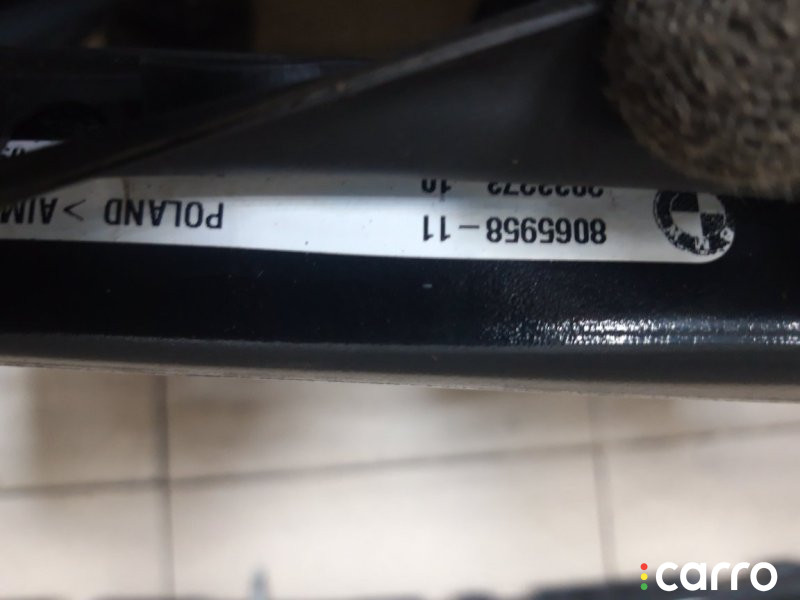 8065958-11
POLAND > AIM
carro